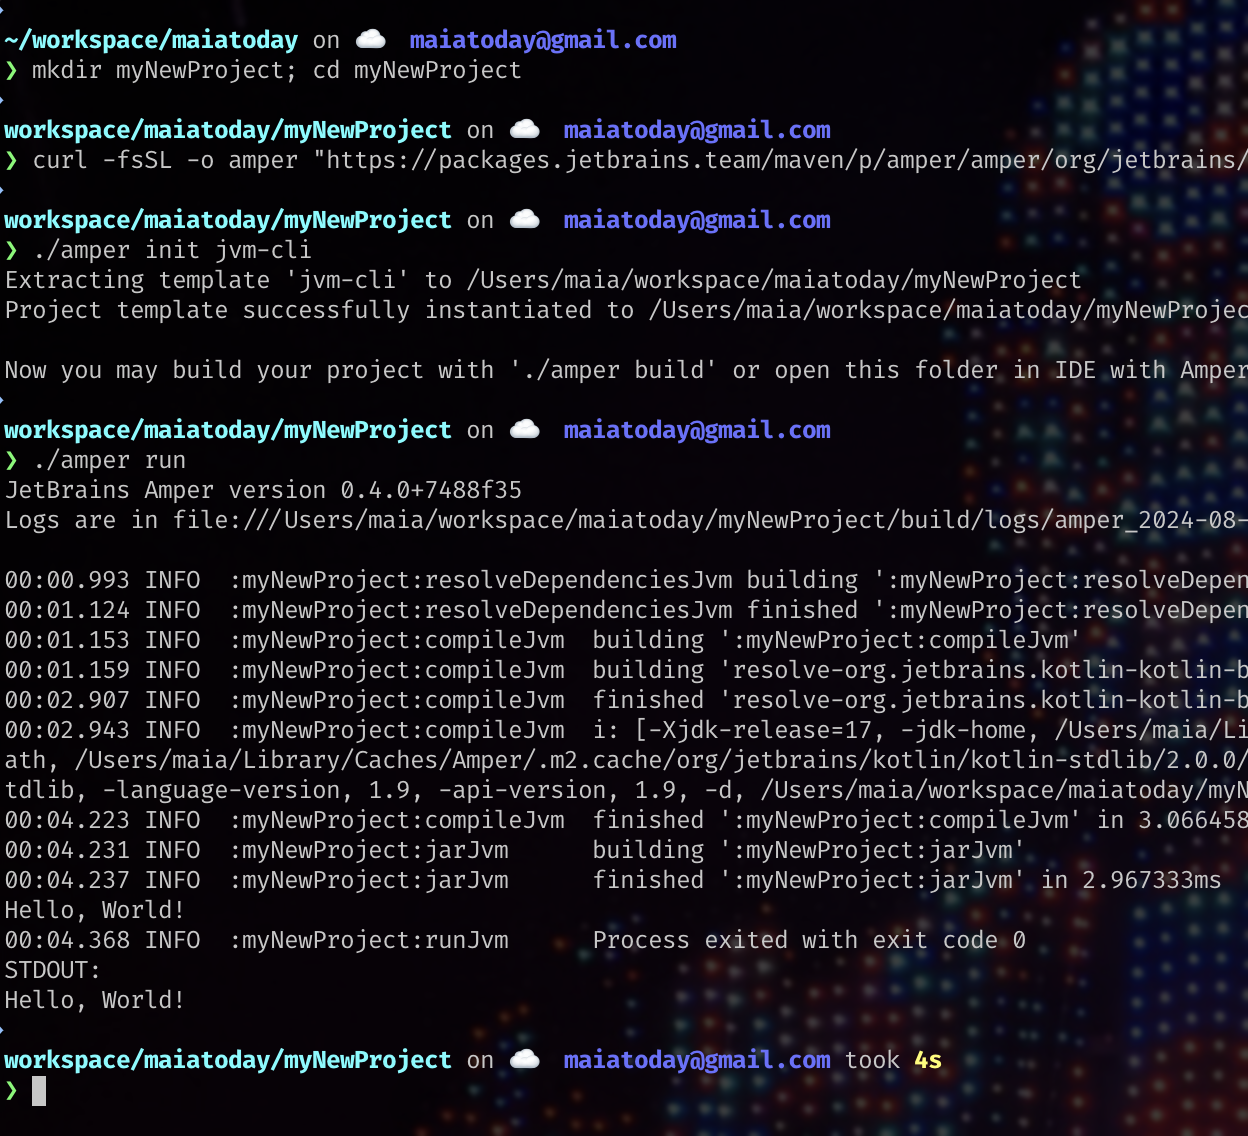 ~/workspace/maiatoday on ☁️ maiatoday@gmail.com
❯ mkdir myNewProject; cd myNewProject
workspace/maiatoday/myNewProject on ☁️ maiatoday@gmail.com
❯ curl -fsSL -o amper "https://packages.jetbrains.team/maven/p/amper/amper/org/jetbrains/
workspace/maiatoday/myNewProject on ☁️ maiatoday@gmail.com
❯ ./amper init jvm-cli
Extracting template 'jvm-cli' to /Users/maia/workspace/maiatoday/myNewProject
Project template successfully instantiated to /Users/maia/workspace/maiatoday/myNewProjec
Now you may build your project with './amper build' or open this folder in IDE with Amper
workspace/maiatoday/myNewProject on ☁️ maiatoday@gmail.com
❯ ./amper run
JetBrains Amper version 0.4.0+7488f35
Logs are in file:///Users/maia/workspace/maiatoday/myNewProject/build/logs/amper_2024-08-
00:00.993 INFO  :myNewProject:resolveDependenciesJvm building ':myNewProject:resolveDepen
00:01.124 INFO  :myNewProject:resolveDependenciesJvm finished ':myNewProject:resolveDepen
00:01.153 INFO  :myNewProject:compileJvm  building ':myNewProject:compileJvm'
00:01.159 INFO  :myNewProject:compileJvm  building 'resolve-org.jetbrains.kotlin-kotlin-b
00:02.907 INFO  :myNewProject:compileJvm  finished 'resolve-org.jetbrains.kotlin-kotlin-b
00:02.943 INFO  :myNewProject:compileJvm  i: [-Xjdk-release=17, -jdk-home, /Users/maia/Li
ath, /Users/maia/Library/Caches/Amper/.m2.cache/org/jetbrains/kotlin/kotlin-stdlib/2.0.0/
tdlib, -language-version, 1.9, -api-version, 1.9, -d, /Users/maia/workspace/maiatoday/myN
00:04.223 INFO  :myNewProject:compileJvm  finished ':myNewProject:compileJvm' in 3.066458
00:04.231 INFO  :myNewProject:jarJvm      building ':myNewProject:jarJvm'
00:04.237 INFO  :myNewProject:jarJvm      finished ':myNewProject:jarJvm' in 2.967333ms
Hello, World!
00:04.368 INFO  :myNewProject:runJvm      Process exited with exit code 0
STDOUT:
Hello, World!
workspace/maiatoday/myNewProject on ☁️ maiatoday@gmail.com took 4s
❯